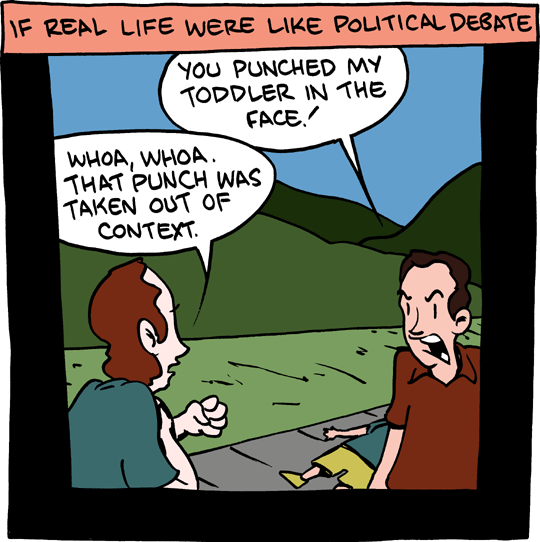 IF REAL LIFE WERE LIKE POLITICAL DEBATE
YOU PUNCHED MY
TODDLER IN THE
FACE!
WHOA, WHOA.
THAT PUNCH WAS
TAKEN OUT OF
CONTEXT.